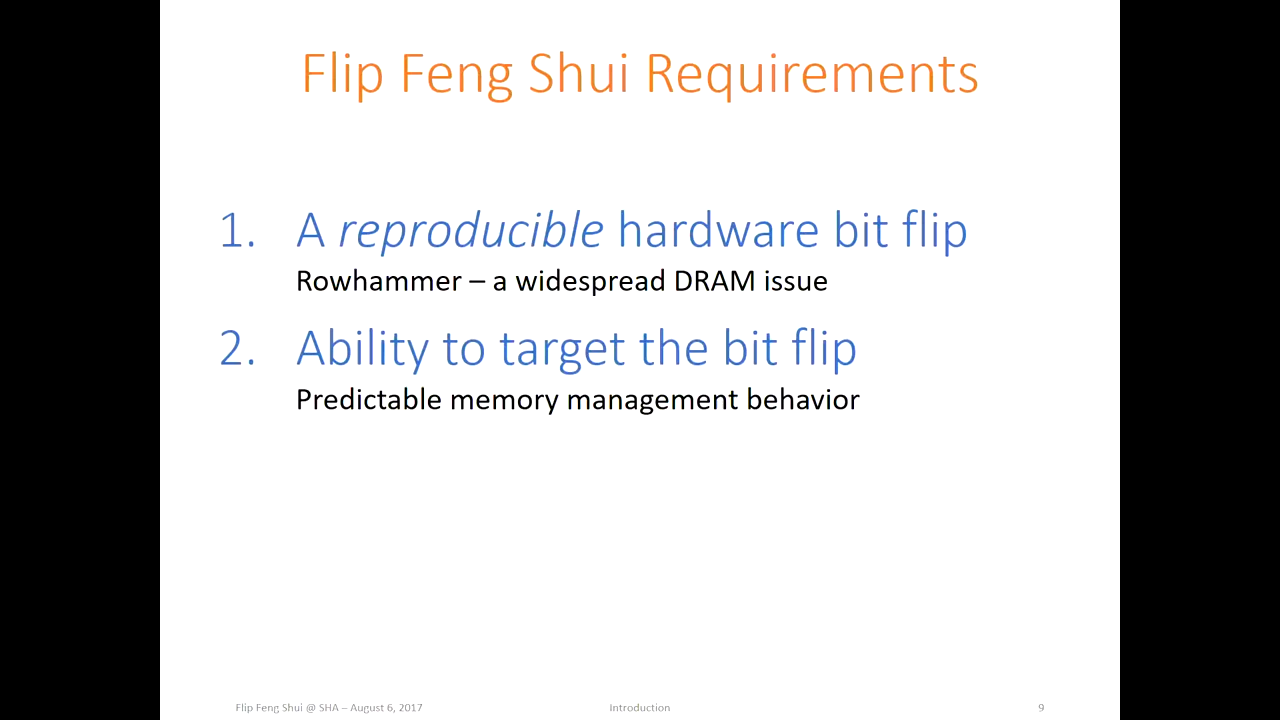 Flip Feng Shui Requirements
1. A reproducible hardware bit flip
Rowhammer – a widespread DRAM issue
2. Ability to target the bit flip
Predictable memory management behavior
Flip Feng Shui @ SHA – August 6, 2017 Introduction 9